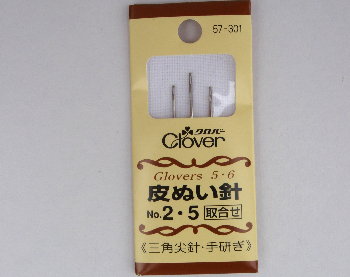 57-301
クロバー
Clover
Glovers 5・6
皮ぬい針
No.2・5 取合せ
《三角尖針・手研ぎ》